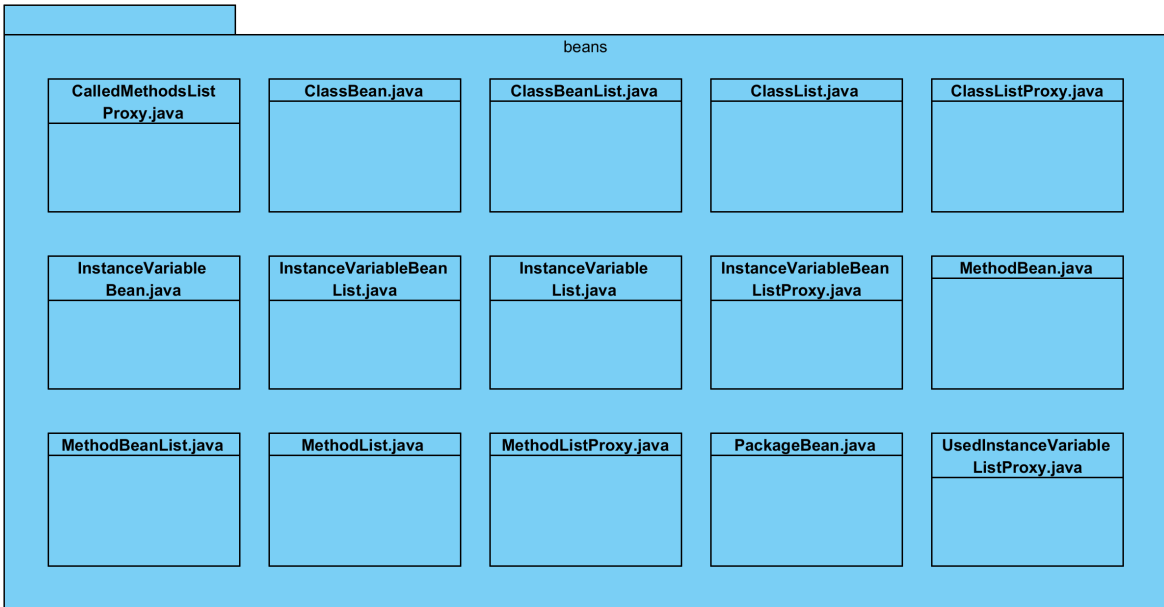 beans
CalledMethodsList
Proxy.java
ClassBean.java
ClassBeanList.java
ClassList.java
ClassListProxy.java
InstanceVariable
Bean.java
InstanceVariableBean
List.java
InstanceVariable
List.java
InstanceVariableBean
ListProxy.java
MethodBean.java
MethodBeanList.java
MethodList.java
MethodListProxy.java
PackageBean.java
UsedInstanceVariable
ListProxy.java